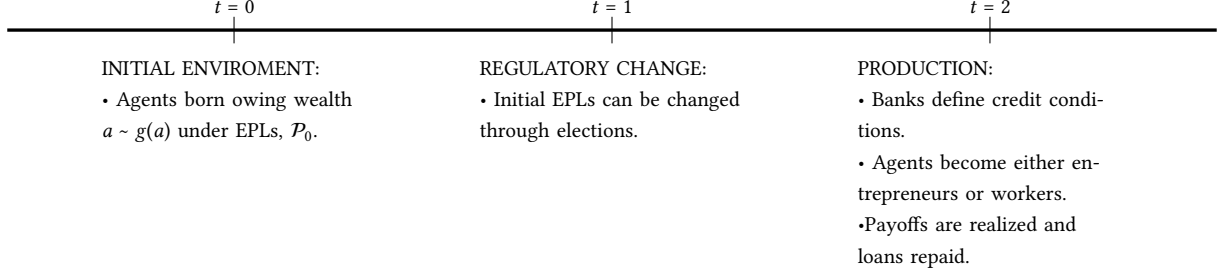 t = 0
t = 1
t = 2
INITIAL ENVIROMENT:
• Agents born owing wealth
a ~ g(a) under EPLs, 𝒫₀.
REGULATORY CHANGE:
• Initial EPLs can be changed
through elections.
PRODUCTION:
• Banks define credit condi-
tions.
• Agents become either en-
trepreneurs or workers.
•Payoffs are realized and
loans repaid.